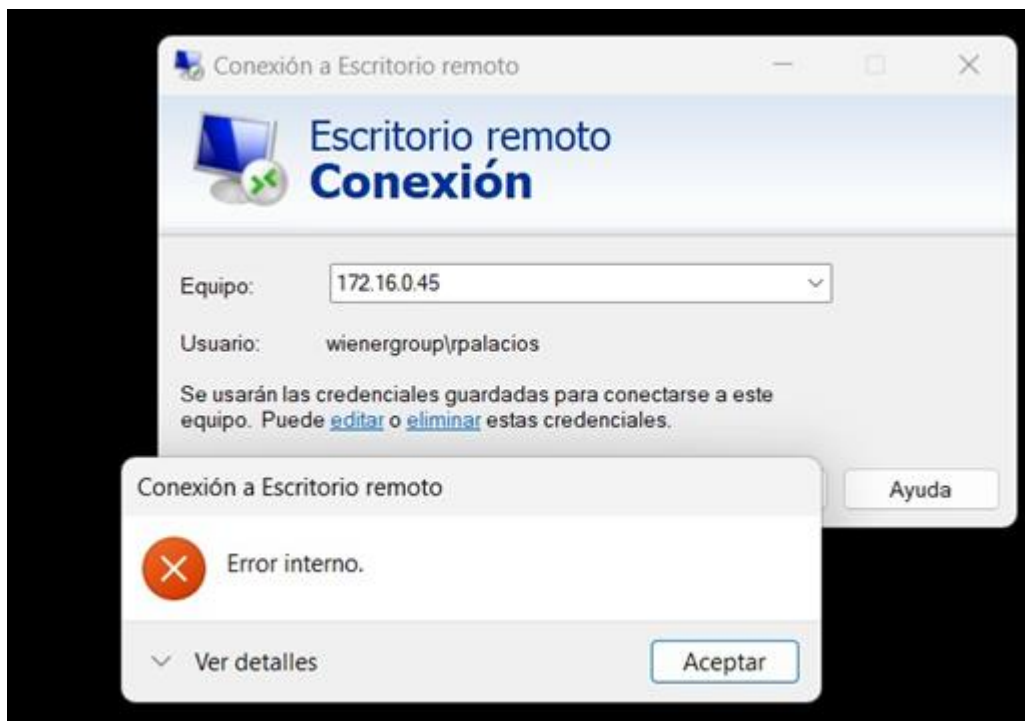 Conexión a Escritorio remoto
Escritorio remoto
Conexión
Equipo: 172.16.0.45
Usuario: wienergroup\rpalacios
Se usarán las credenciales guardadas para conectarse a este
equipo. Puede editar o eliminar estas credenciales.
Ayuda
Conexión a Escritorio remoto
Error interno.
Ver detalles
Aceptar